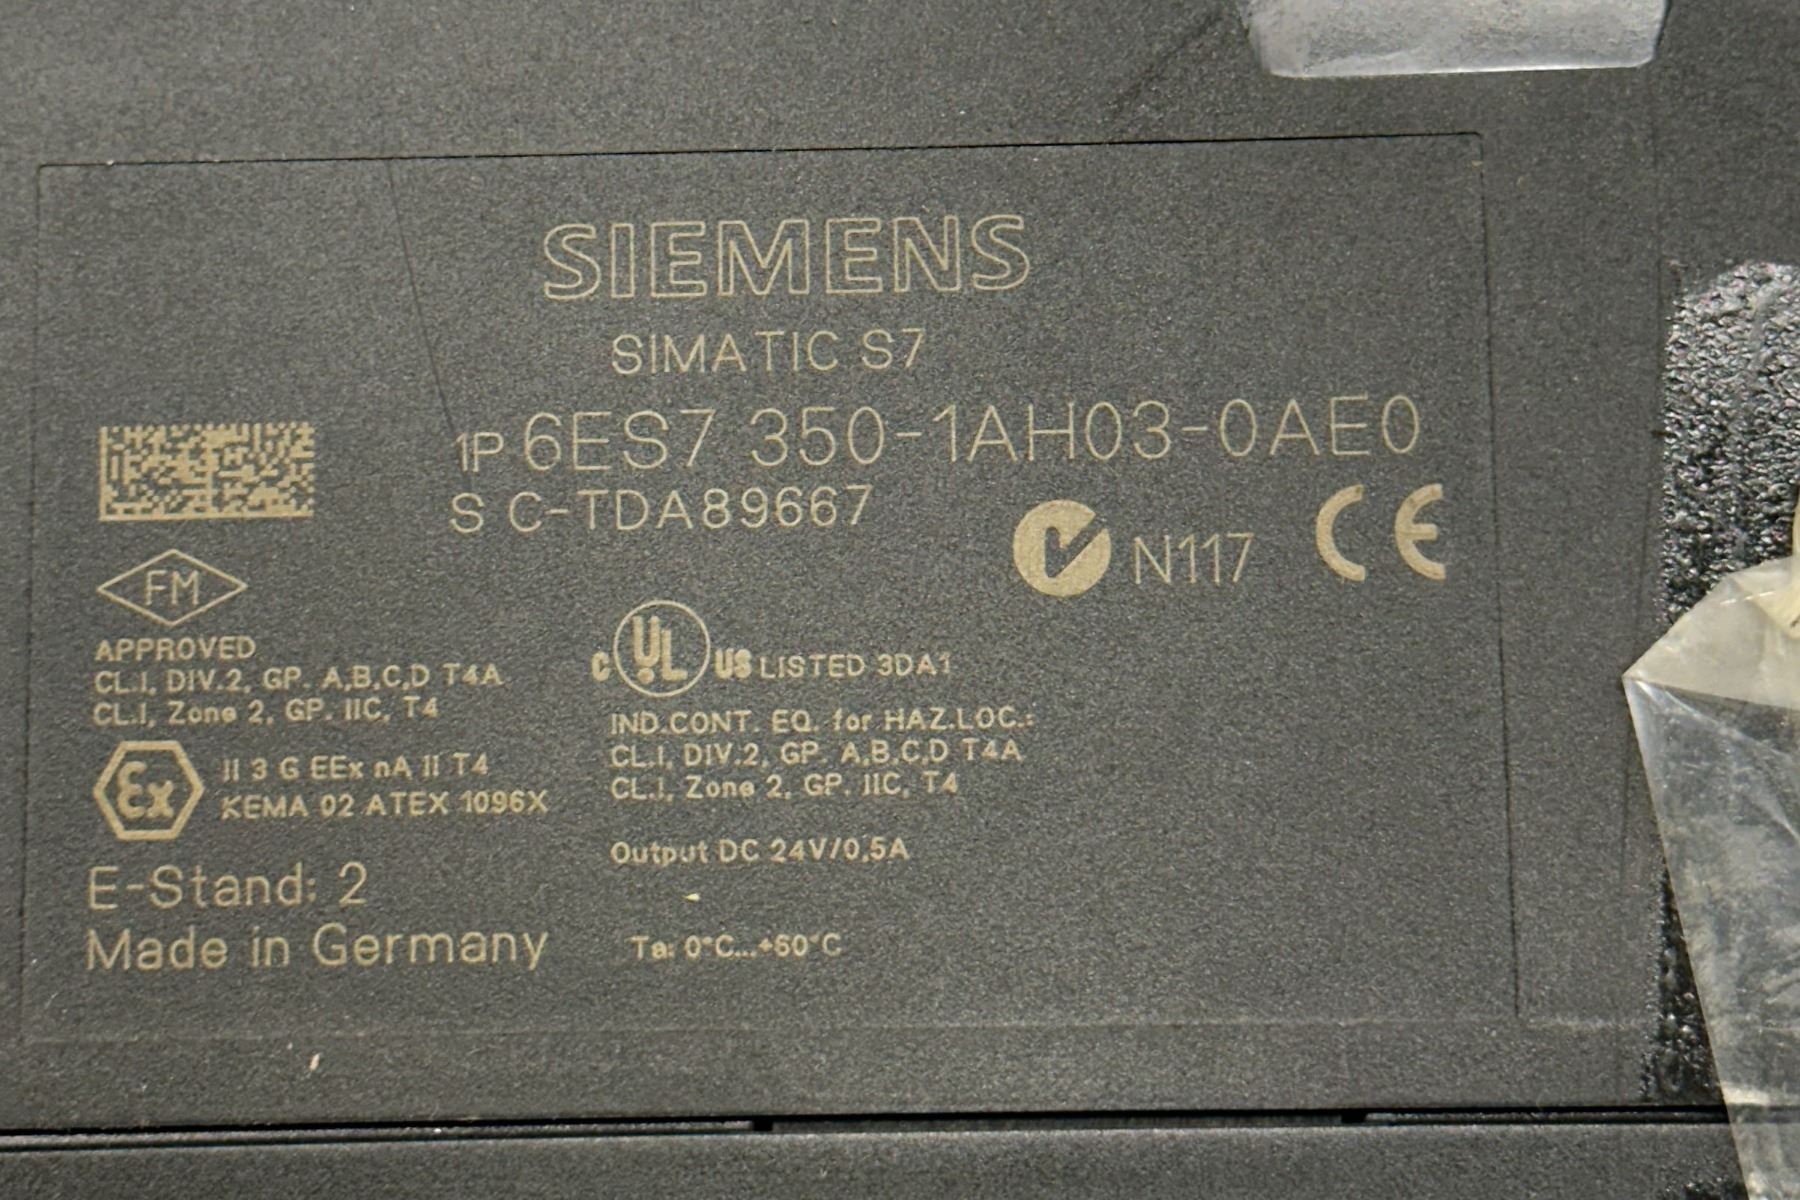 SIEMENS
SIMATIC S7
1P 6ES7 350-1AH03-0AE0
S C-TDA89667
N117 CE
FM
APPROVED
CL.I, DIV.2, GP. A,B,C,D T4A
CL.I, Zone 2, GP. IIC, T4
C UL US LISTED 3DA1
IND.CONT. EQ. for HAZ.LOC.:
CL.I, DIV.2, GP. A,B,C,D T4A
CL.I, Zone 2, GP. IIC, T4
Ex II 3 G EEx nA II T4
KEMA 02 ATEX 1096X
Output DC 24V/0,5A
E-Stand: 2
Made in Germany
Ta: 0°C...+60°C